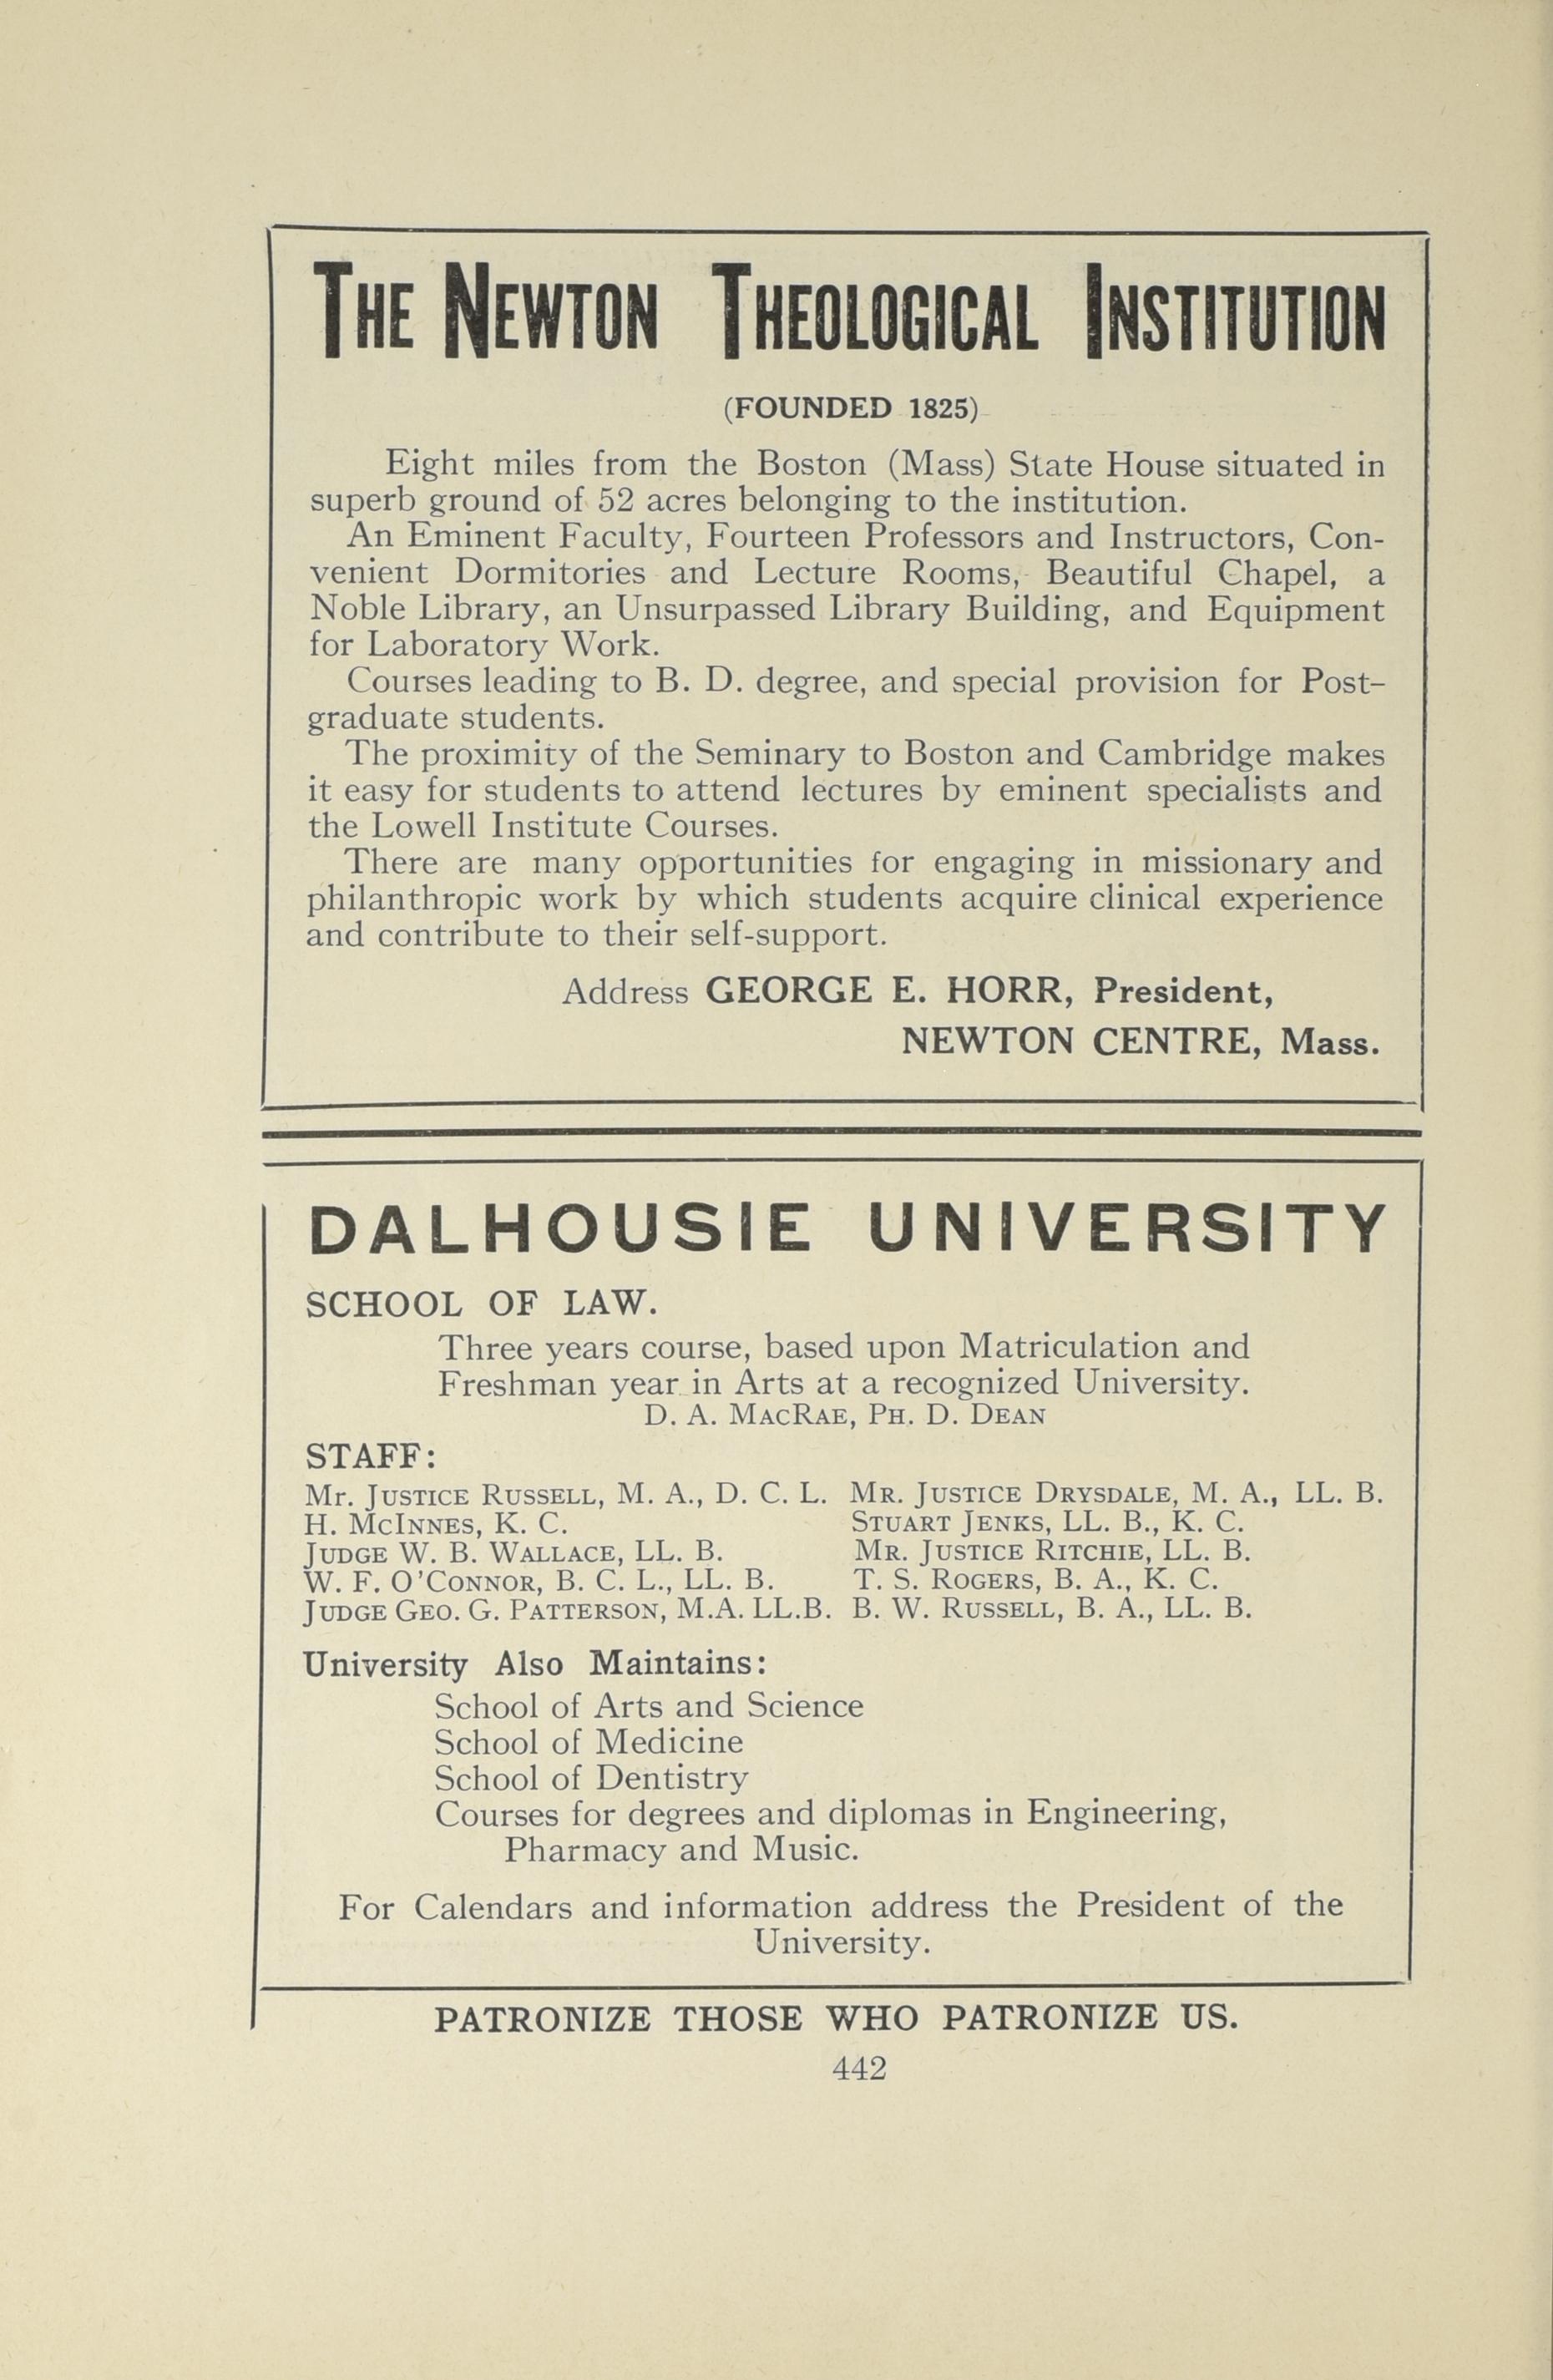 THE NEWTON THEOLOGICAL INSTITUTION
(FOUNDED 1825)
Eight miles from the Boston (Mass) State House situated in
superb ground of 52 acres belonging to the institution.
An Eminent Faculty, Fourteen Professors and Instructors, Con-
venient Dormitories and Lecture Rooms, Beautiful Chapel, a
Noble Library, an Unsurpassed Library Building, and Equipment
for Laboratory Work.
Courses leading to B. D. degree, and special provision for Post-
graduate students.
The proximity of the Seminary to Boston and Cambridge makes
it easy for students to attend lectures by eminent specialists and
the Lowell Institute Courses.
There are many opportunities for engaging in missionary and
philanthropic work by which students acquire clinical experience
and contribute to their self-support.
Address GEORGE E. HORR, President,
NEWTON CENTRE, Mass.
DALHOUSIE UNIVERSITY
SCHOOL OF LAW.
Three years course, based upon Matriculation and
Freshman year in Arts at a recognized University.
D. A. MACRAE, PH. D. DEAN
STAFF:
Mr. JUSTICE RUSSELL, M. A., D. C. L. MR. JUSTICE DRYSDALE, M. A., LL. B.
H. MCINNES, K. C. STUART JENKS, LL. B., K. C.
JUDGE W. B. WALLACE, LL. B. MR. JUSTICE RITCHIE, LL. B.
W. F. O'CONNOR, B. C. L., LL. B. T. S. ROGERS, B. A., K. C.
JUDGE GEO. G. PATTERSON, M.A. LL.B. B. W. RUSSELL, B. A., LL. B.
University Also Maintains:
School of Arts and Science
School of Medicine
School of Dentistry
Courses for degrees and diplomas in Engineering,
Pharmacy and Music.
For Calendars and information address the President of the
University.
PATRONIZE THOSE WHO PATRONIZE US.
442